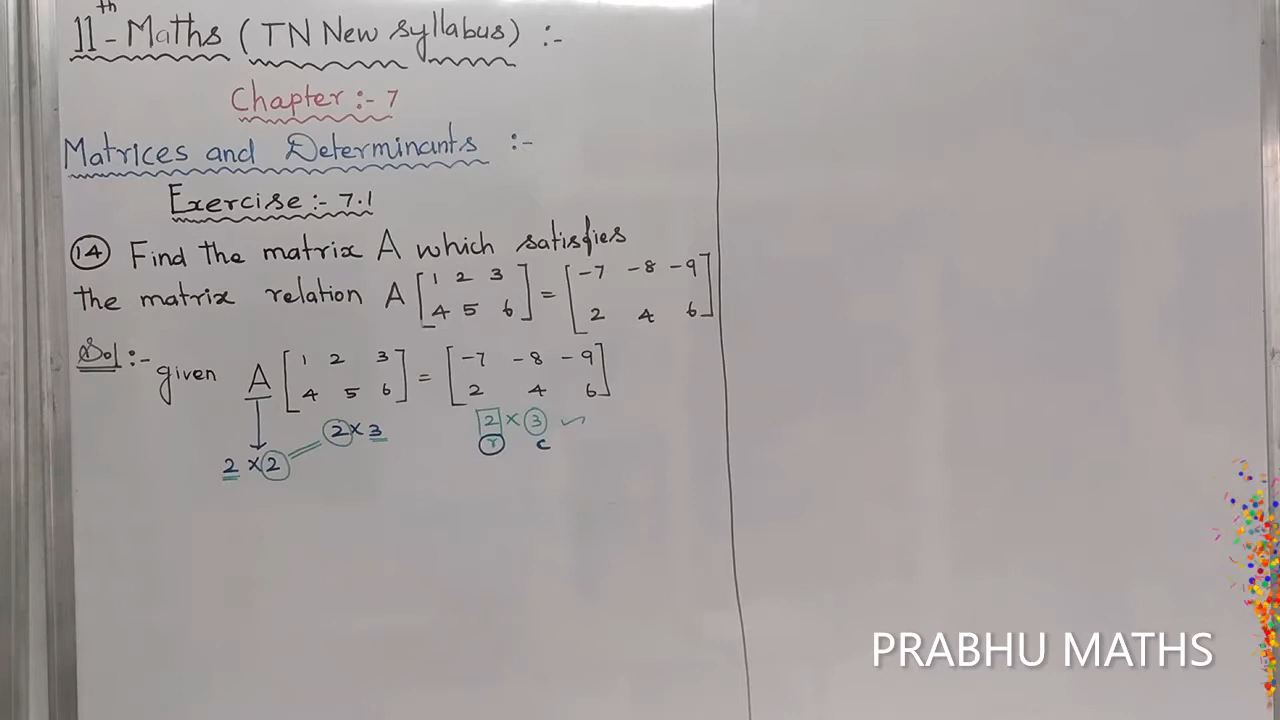 11th - Maths (TN New syllabus) :-
Chapter :- 7
Matrices and Determinants :-
Exercise :- 7.1
(14) Find the matrix A which satisfies
the matrix relation A [1 2 3 = [-7 -8 -9
4 5 6] 2 4 6]
Sol :-
given A [1 2 3 = [-7 -8 -9
4 5 6] 2 4 6]
2 × 3 2 × 3 ✓
r c
2 × 2
PRABHU MATHS